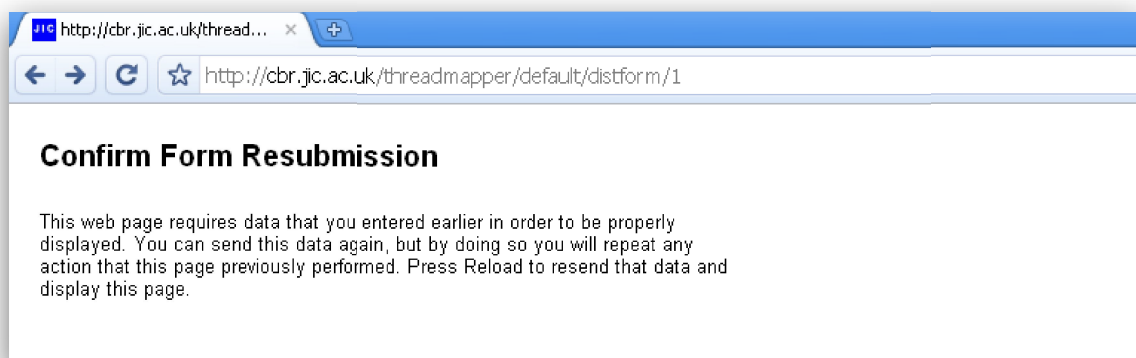 JIC http://cbr.jic.ac.uk/thread...
http://cbr.jic.ac.uk/threadmapper/default/distform/1
Confirm Form Resubmission
This web page requires data that you entered earlier in order to be properly
displayed. You can send this data again, but by doing so you will repeat any
action that this page previously performed. Press Reload to resend that data and
display this page.